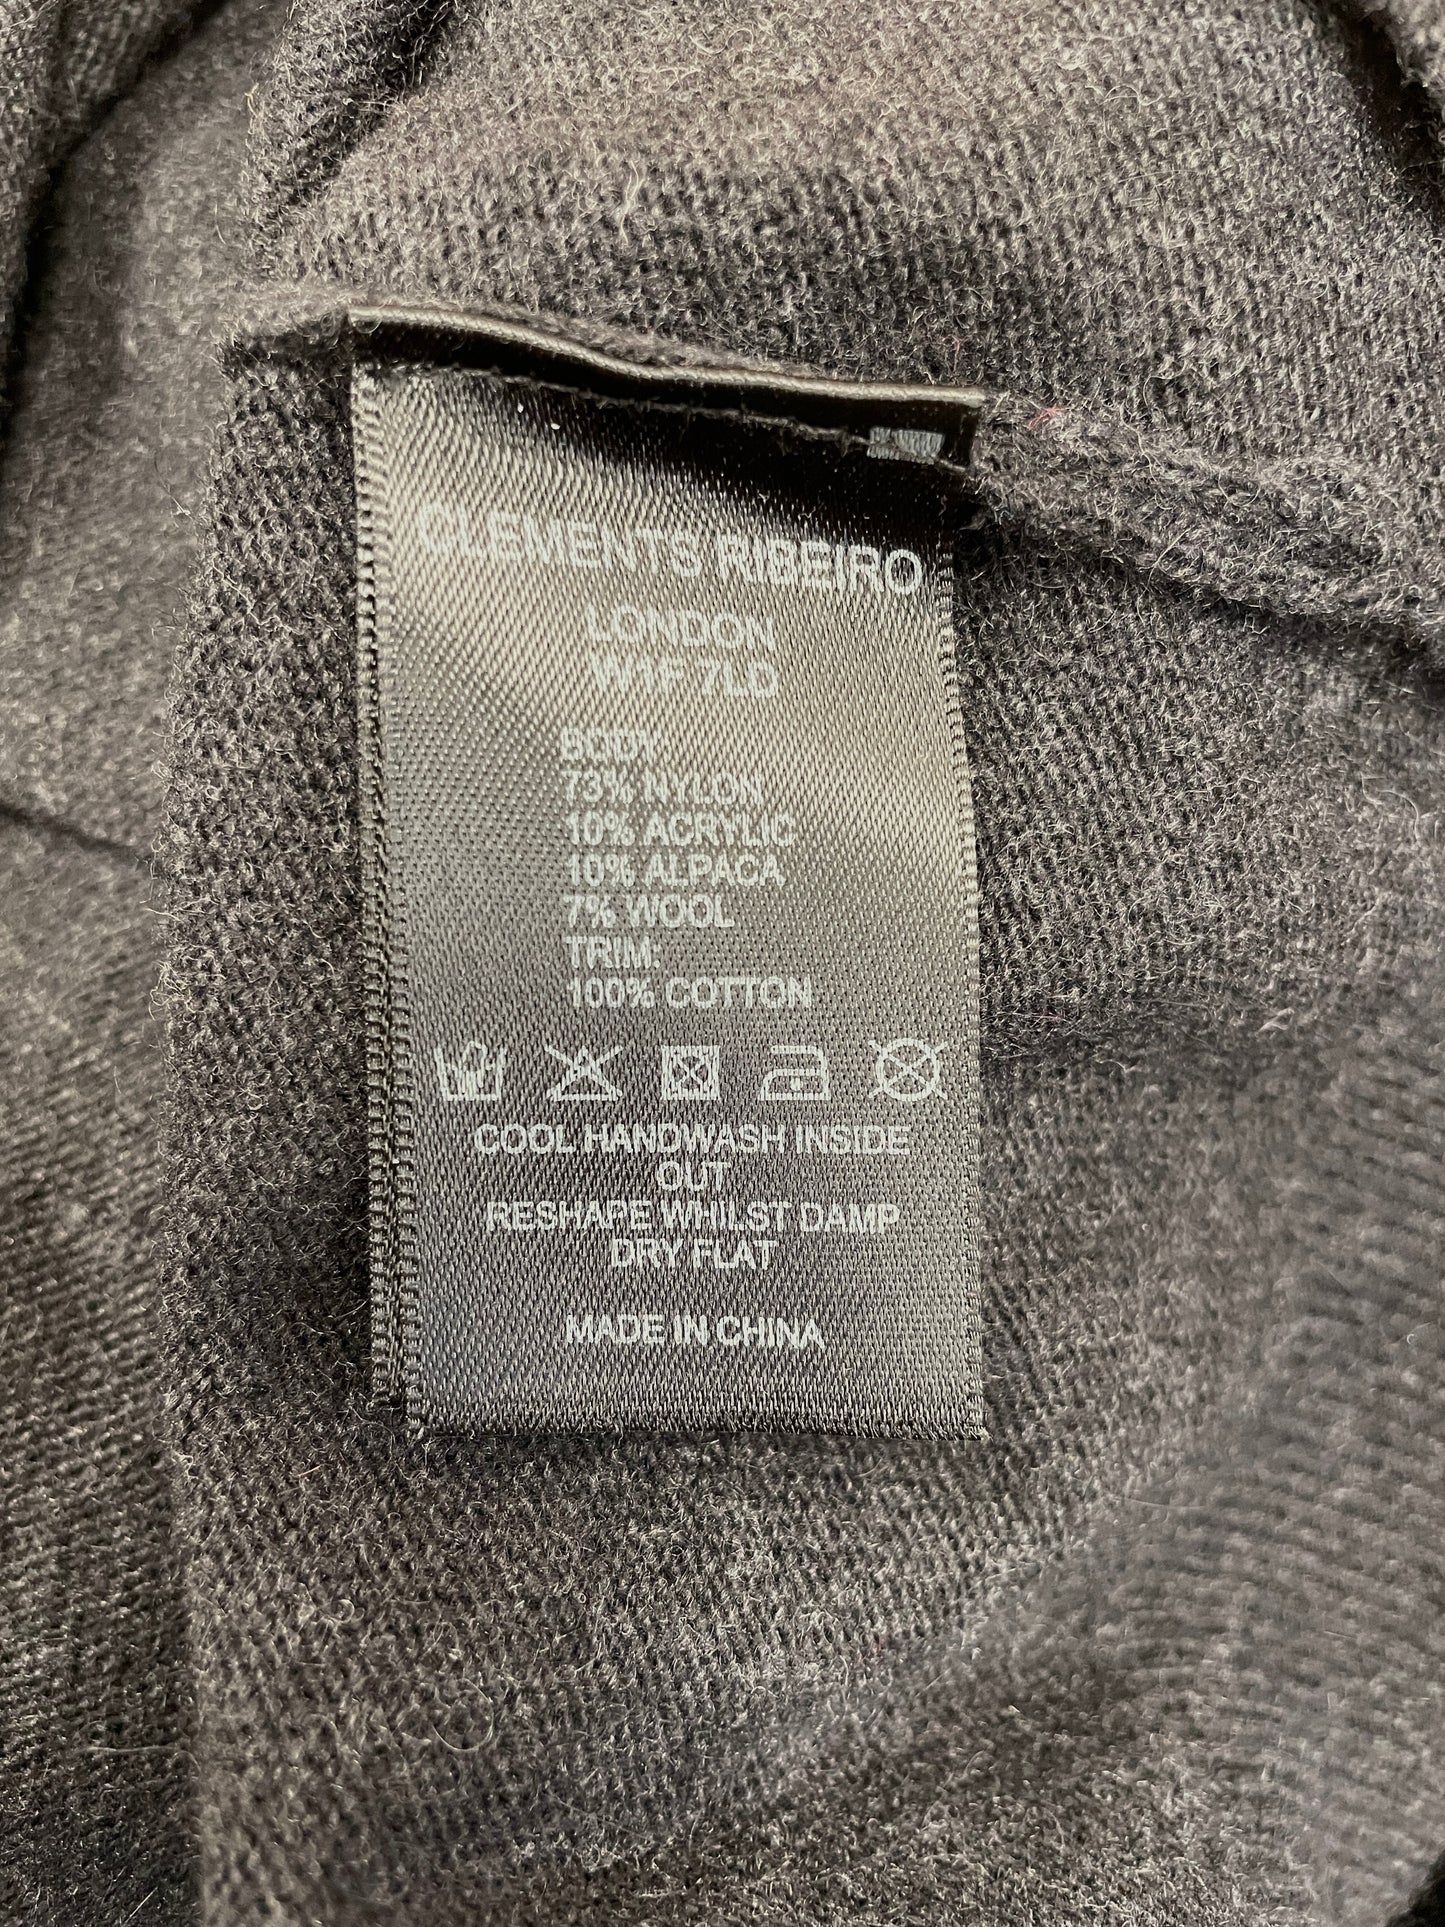 CLEMENTS RIBEIRO
LONDON
W1F 7LD
BODY:
73% NYLON
10% ACRYLIC
10% ALPACA
7% WOOL
TRIM:
100% COTTON
COOL HANDWASH INSIDE
OUT
RESHAPE WHILST DAMP
DRY FLAT
MADE IN CHINA